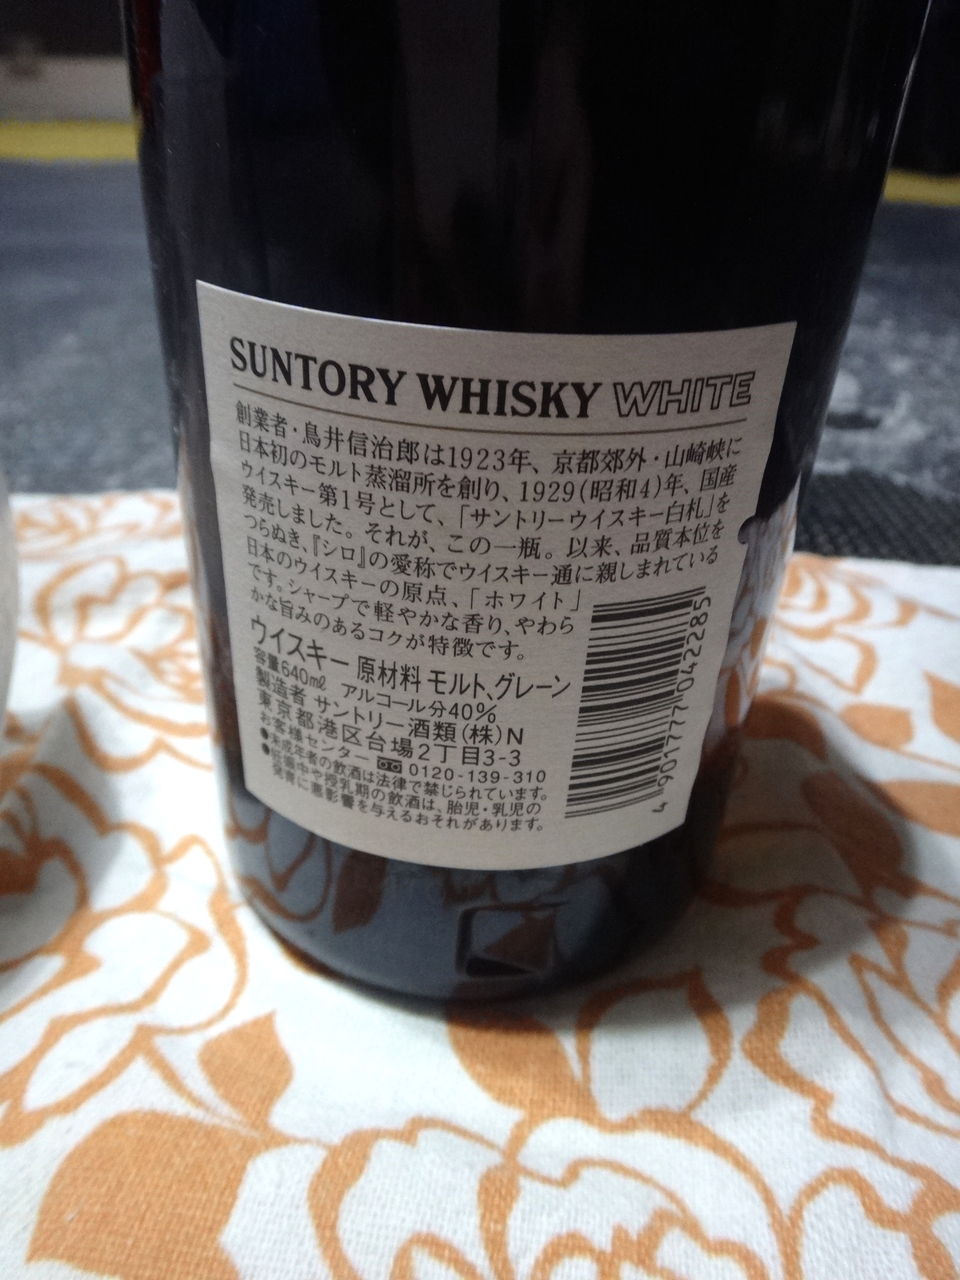 SUNTORY WHISKY WHITE
創業者・鳥井信治郎は1923年、京都郊外・山崎峡に
日本初のモルト蒸溜所を創り、1929(昭和4)年、国産
ウイスキー第1号として、「サントリーウイスキー白札」を
発売しました。それが、この一瓶。以来、品質本位を
つらぬき、『シロ』の愛称でウイスキー通に親しまれている
日本のウイスキーの原点、「ホワイト」
です。シャープで軽やかな香り、やわら
かな旨みのあるコクが特徴です。
ウイスキー 原材料 モルト、グレーン
容量640㎖ アルコール分40%
製造者 サントリー酒類(株)N
東京都港区台場2丁目3-3
お客様センター 0120-139-310
●未成年者の飲酒は法律で禁じられています。
●妊娠中や授乳期の飲酒は、胎児・乳児の
発育に悪影響を与えるおそれがあります。
4 901777 042285